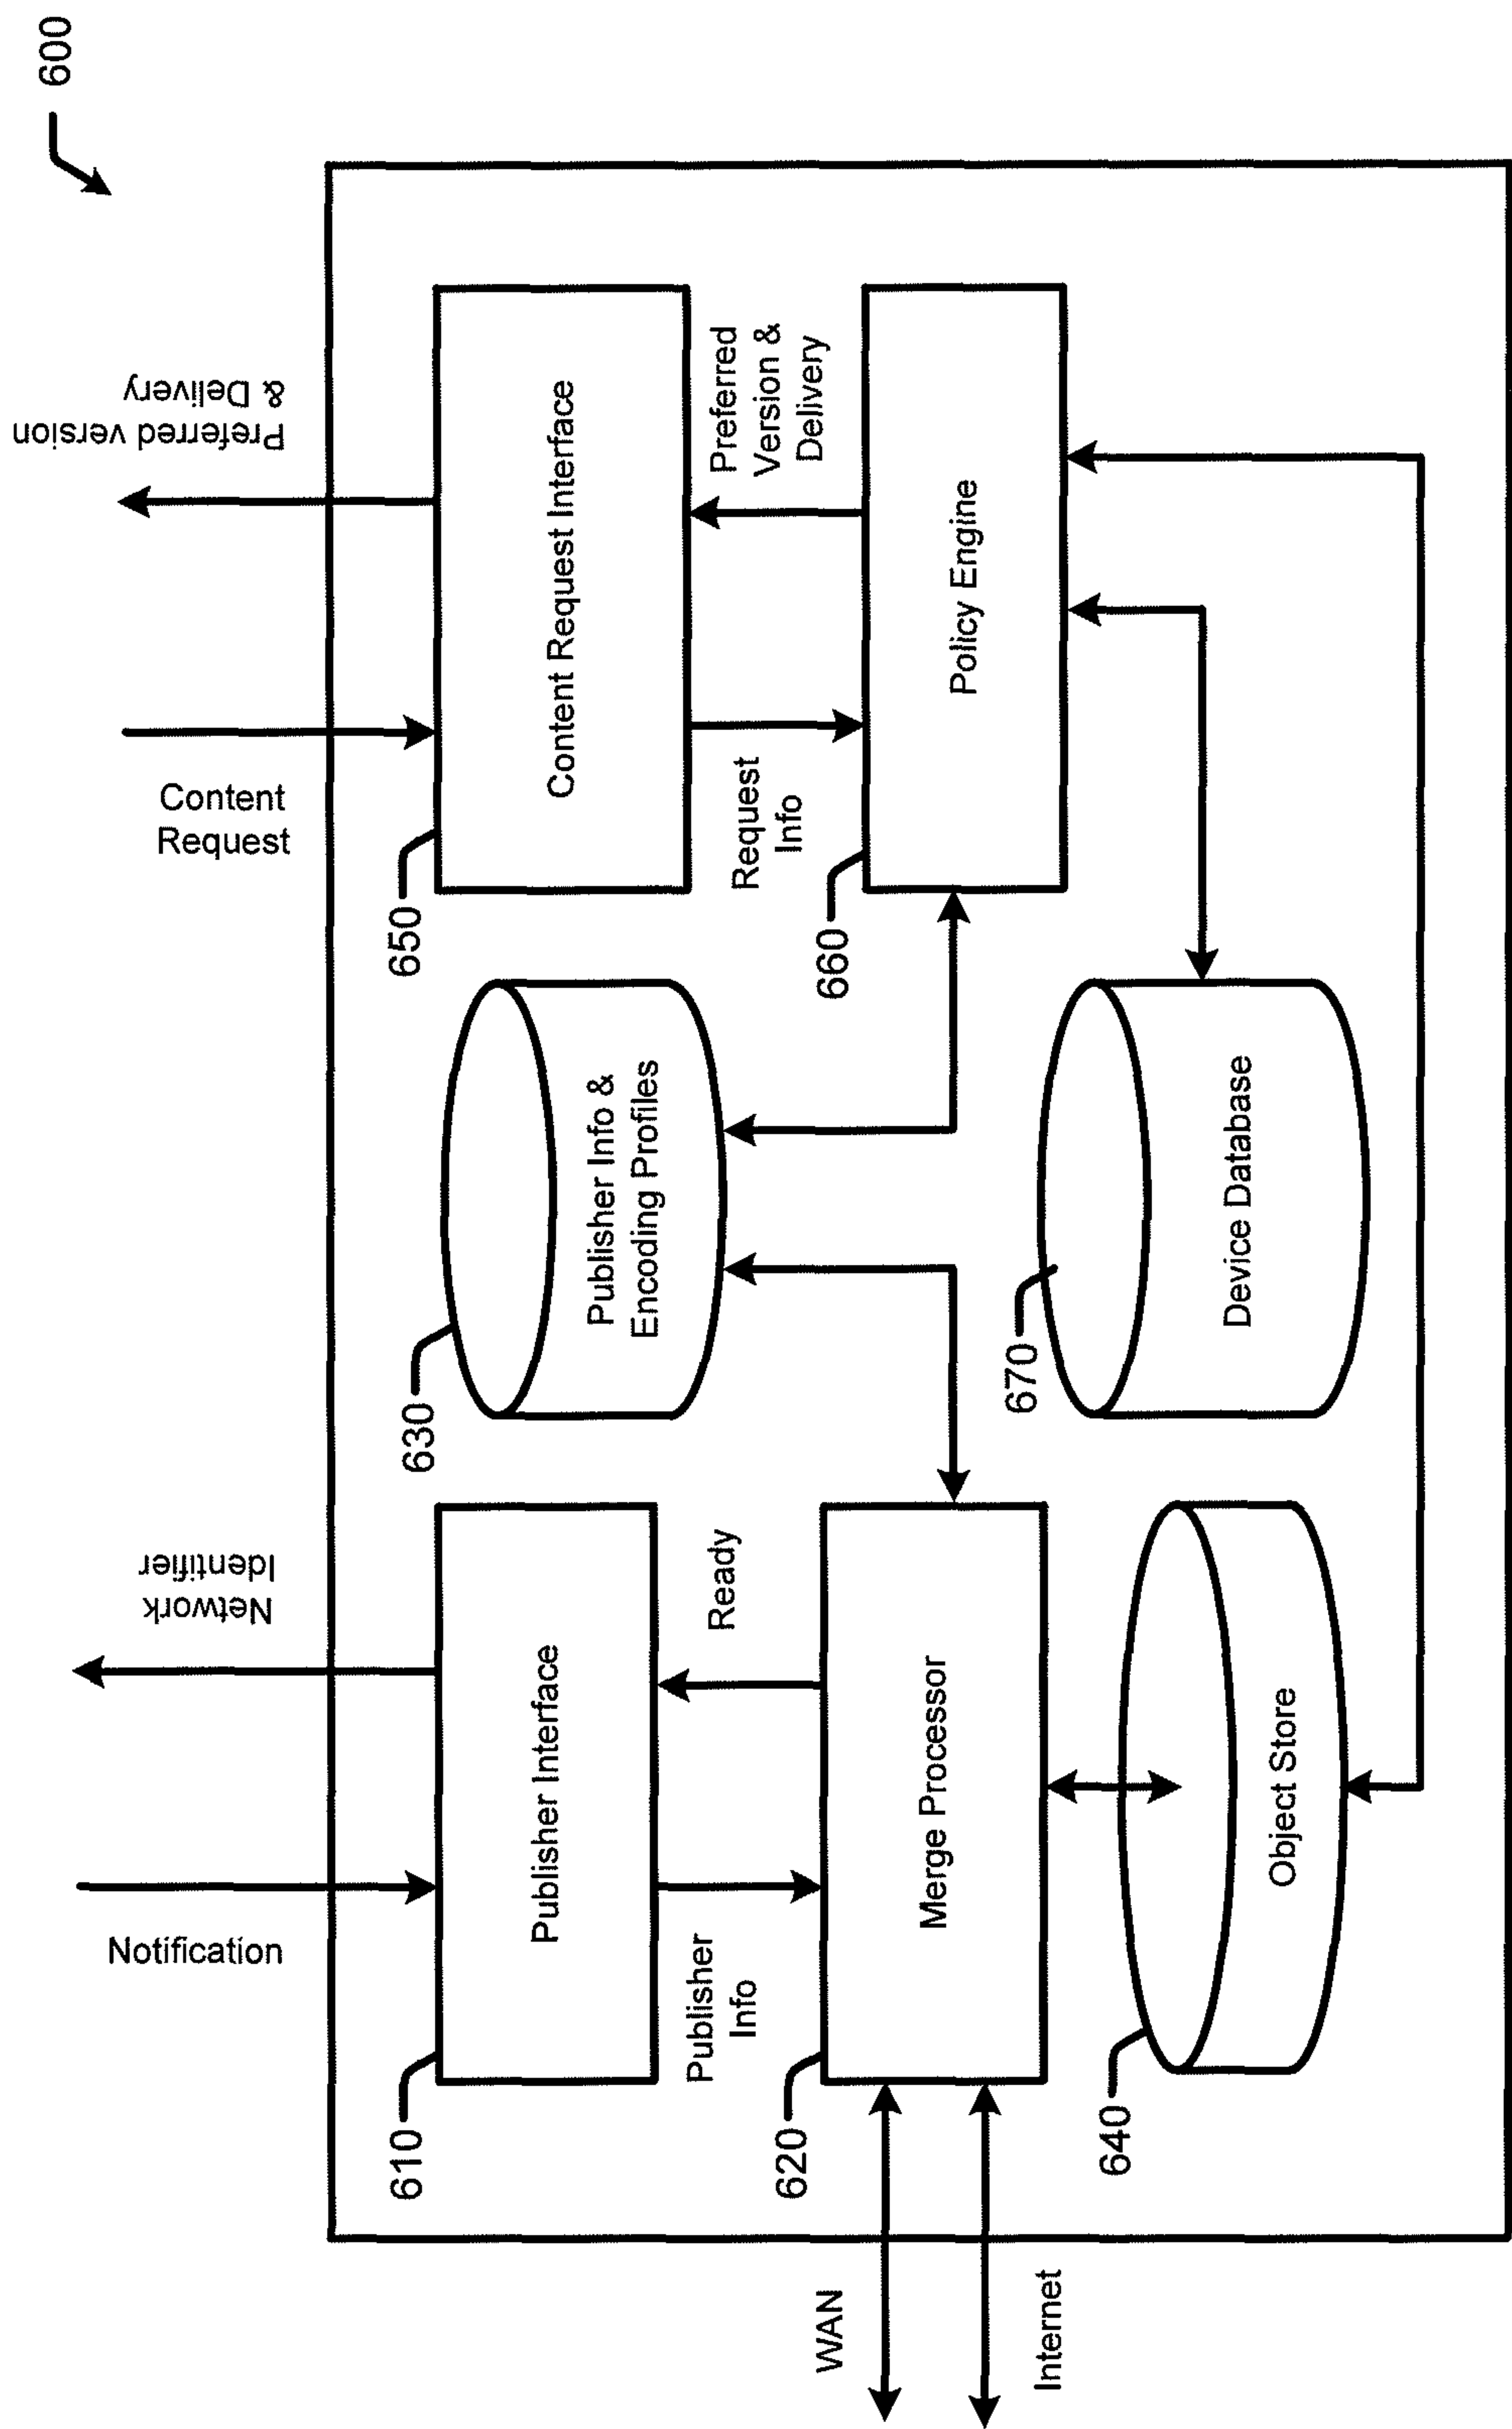 600
Notification
Network
Identifier
Content
Request
Preferred version
& Delivery
610
Publisher Interface
630
Publisher Info &
Encoding Profiles
650
Content Request Interface
Publisher
Info
Ready
Request
Info
Preferred
Version &
Delivery
WAN
Internet
620
Merge Processor
660
Policy Engine
640
Object Store
670
Device Database